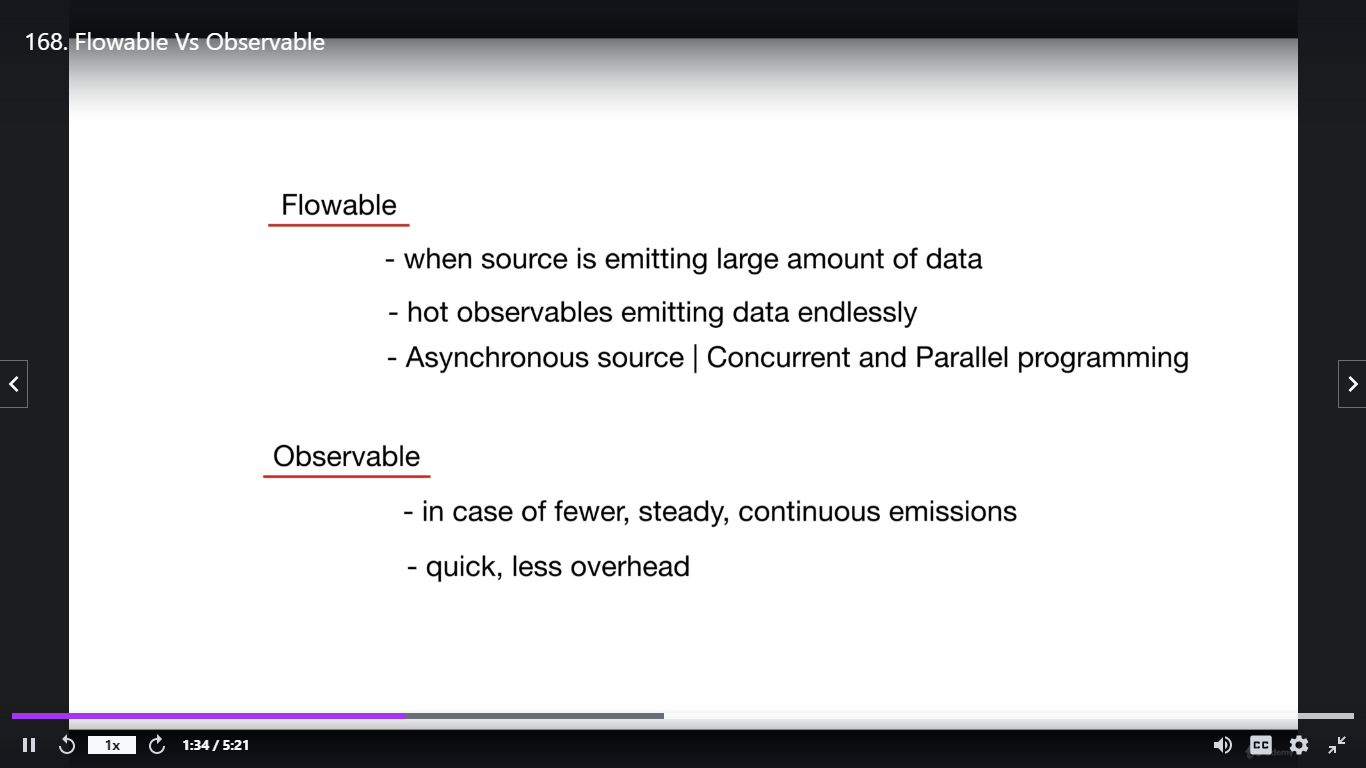 168. Flowable Vs Observable
Flowable
- when source is emitting large amount of data
- hot observables emitting data endlessly
- Asynchronous source | Concurrent and Parallel programming
Observable
- in case of fewer, steady, continuous emissions
- quick, less overhead
1x
1:34 / 5:21
CC